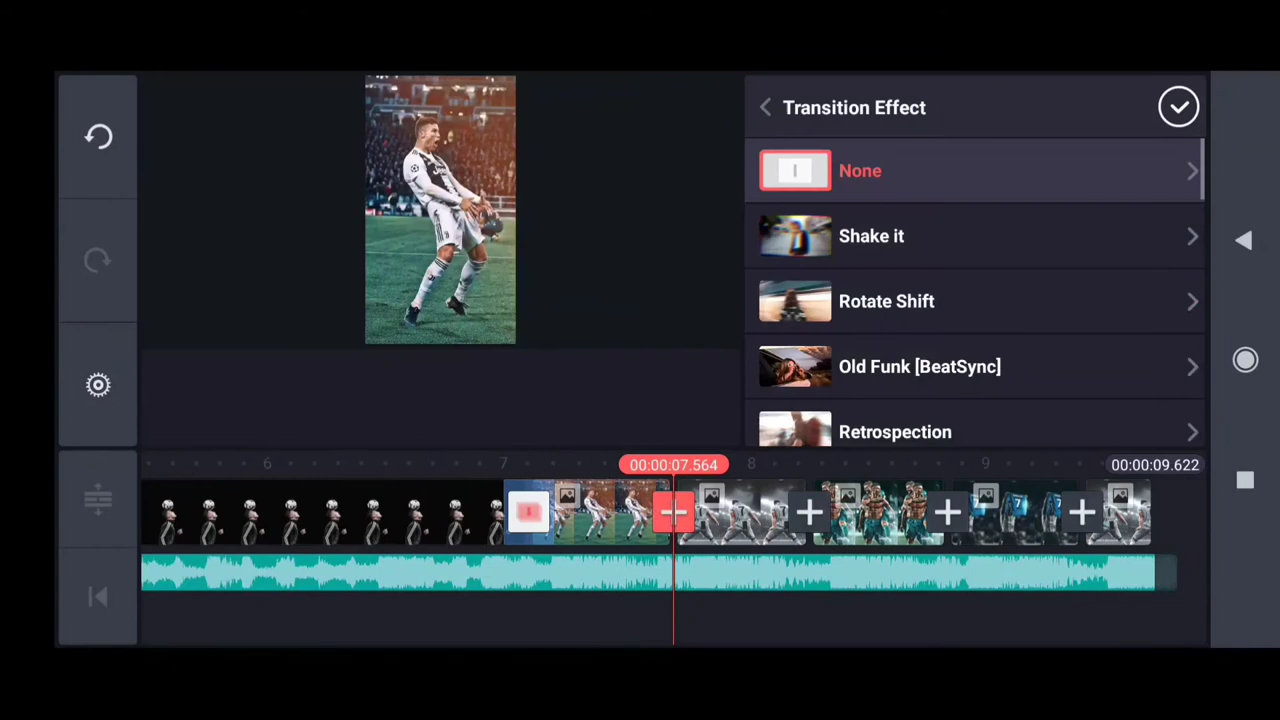 Transition Effect
None
Shake it
Rotate Shift
Old Funk [BeatSync]
Retrospection
6
7
00:00:07.564
8
9
00:00:09.622